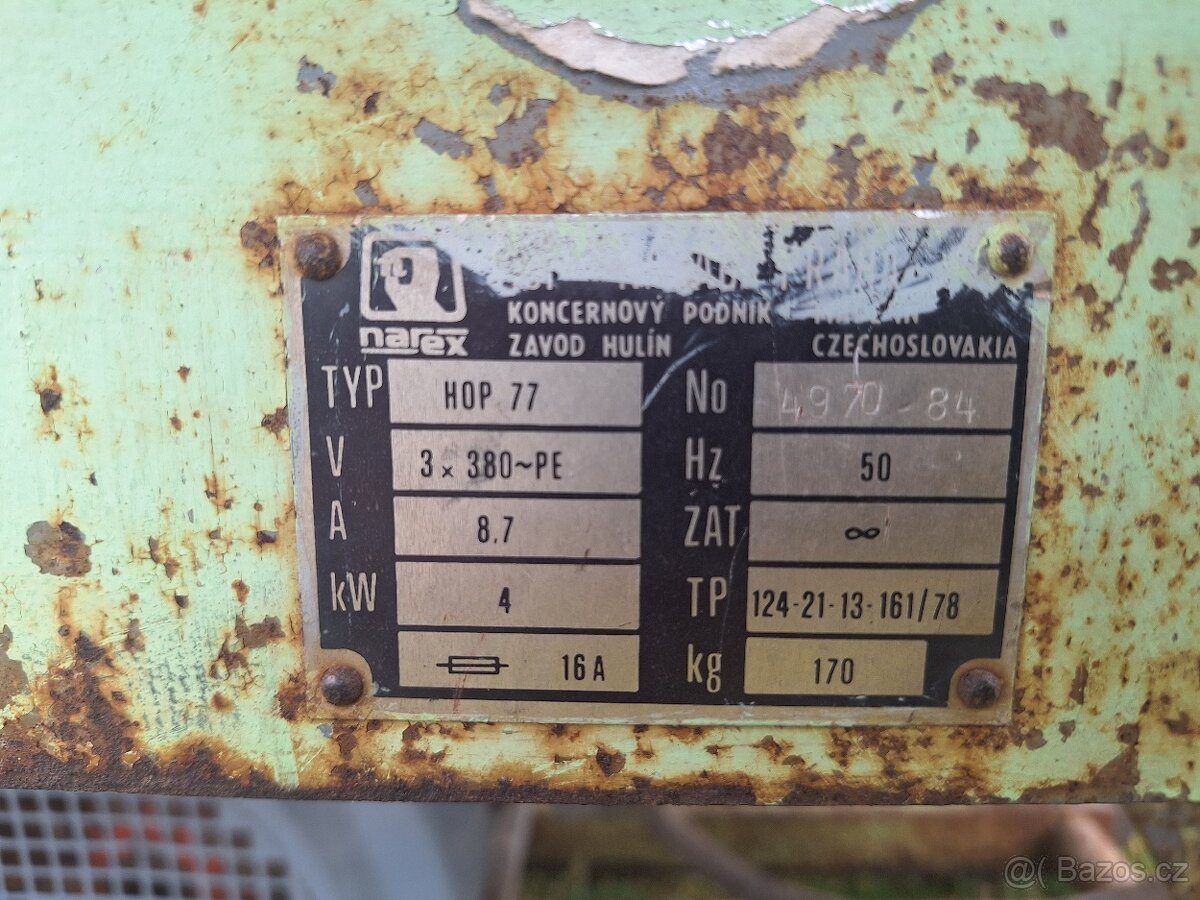 narex
KONCERNOVÝ PODNIK
ZAVOD HULÍN CZECHOSLOVAKIA
TYP HOP 77 No 4970-84
V 3 x 380~PE Hz 50
A 8.7 ZAT ∞
kW 4 TP 124-21-13-161/78
16 A kg 170
@( Bazos.cz